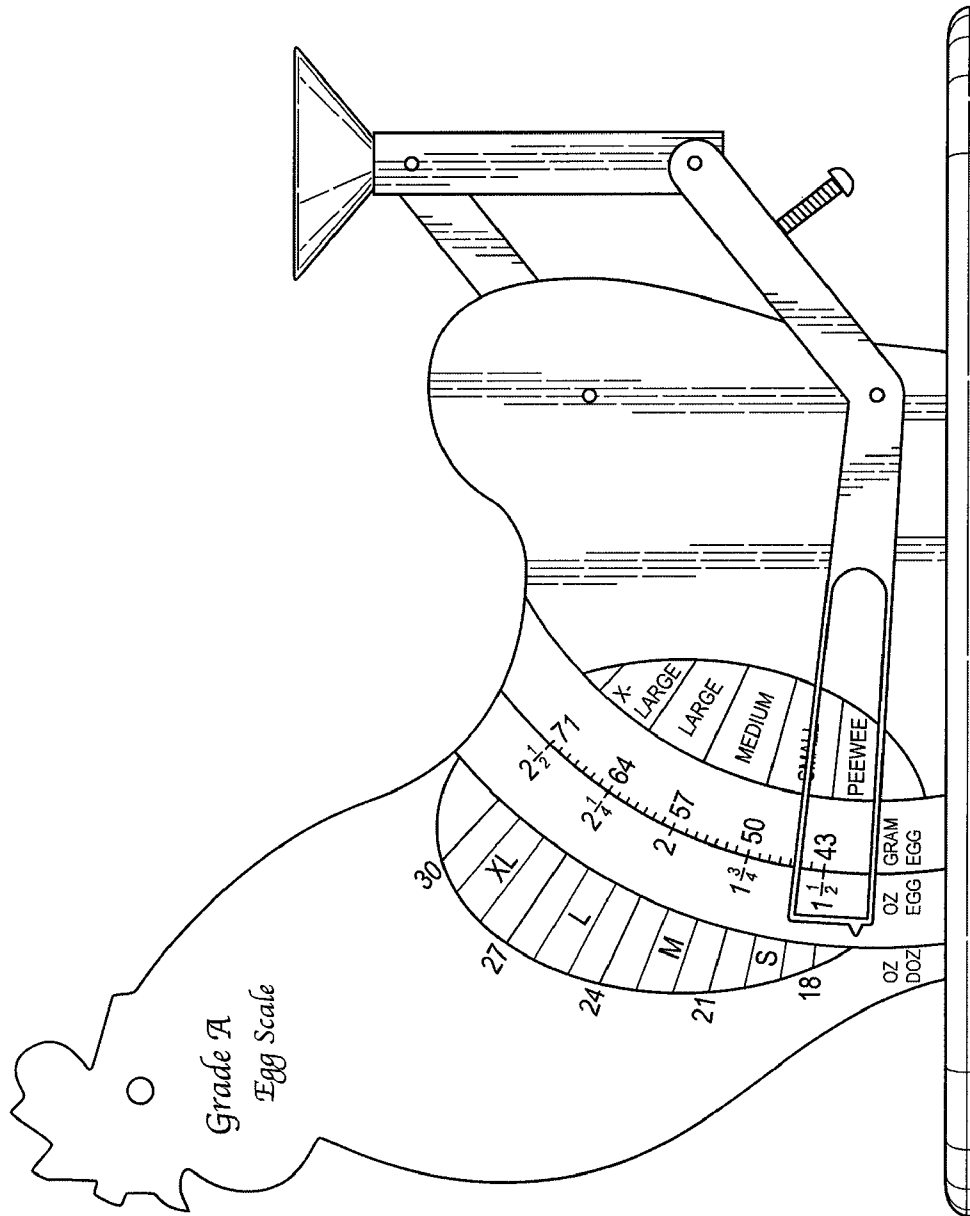 Grade A
Egg Scale
30
27
24
21
18
XL
L
M
S
2 1/2 71
2 1/4 64
2 57
1 3/4 50
1 1/2 43
X-
LARGE
LARGE
MEDIUM
SMALL
PEEWEE
OZ
DOZ
OZ
EGG
GRAM
EGG